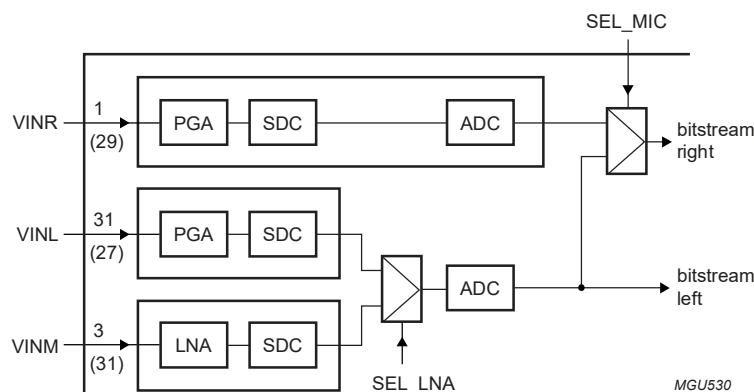 SEL_MIC
VINR
1
(29)
PGA
SDC
ADC
bitstream
right
VINL
31
(27)
PGA
SDC
ADC
bitstream
left
VINM
3
(31)
LNA
SDC
SEL_LNA
MGU530